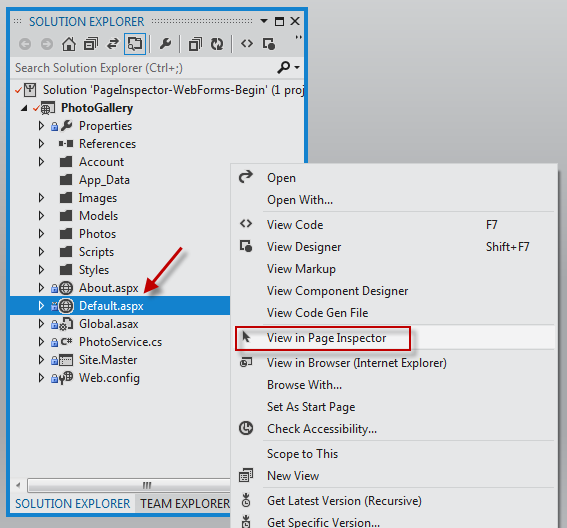 SOLUTION EXPLORER
Search Solution Explorer (Ctrl+;)
Solution 'PageInspector-WebForms-Begin' (1 proj
PhotoGallery
Properties
References
Account
App_Data
Images
Models
Photos
Scripts
Styles
About.aspx
Default.aspx
Global.asax
C# PhotoService.cs
Site.Master
Web.config
SOLUTION EXPLORER TEAM EXPLORER
Open
Open With...
View Code F7
View Designer Shift+F7
View Markup
View Component Designer
View Code Gen File
View in Page Inspector
View in Browser (Internet Explorer)
Browse With...
Set As Start Page
Check Accessibility...
Scope to This
New View
Get Latest Version (Recursive)
Get Specific Version...